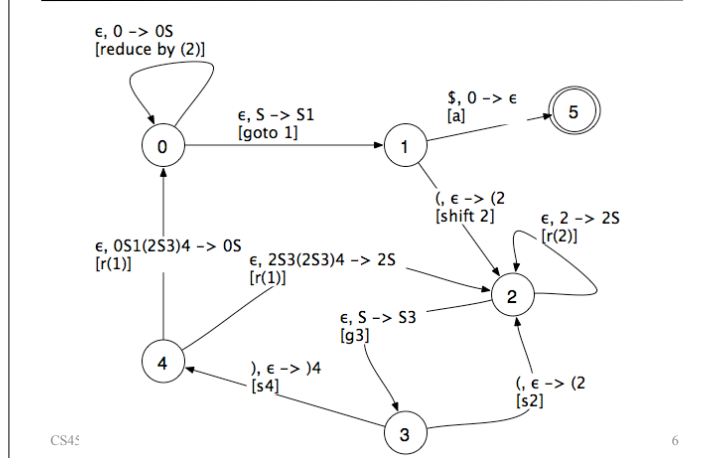 ϵ, 0 -> 0S
[reduce by (2)]
ϵ, S -> S1
[goto 1]
$, 0 -> ϵ
[a]
5
0
1
(, ϵ -> (2
[shift 2]
ϵ, 2 -> 2S
[r(2)]
ϵ, 0S1(2S3)4 -> 0S
[r(1)]
ϵ, 2S3(2S3)4 -> 2S
[r(1)]
2
ϵ, S -> S3
[g3]
4
), ϵ -> )4
[s4]
(, ϵ -> (2
[s2]
3
6